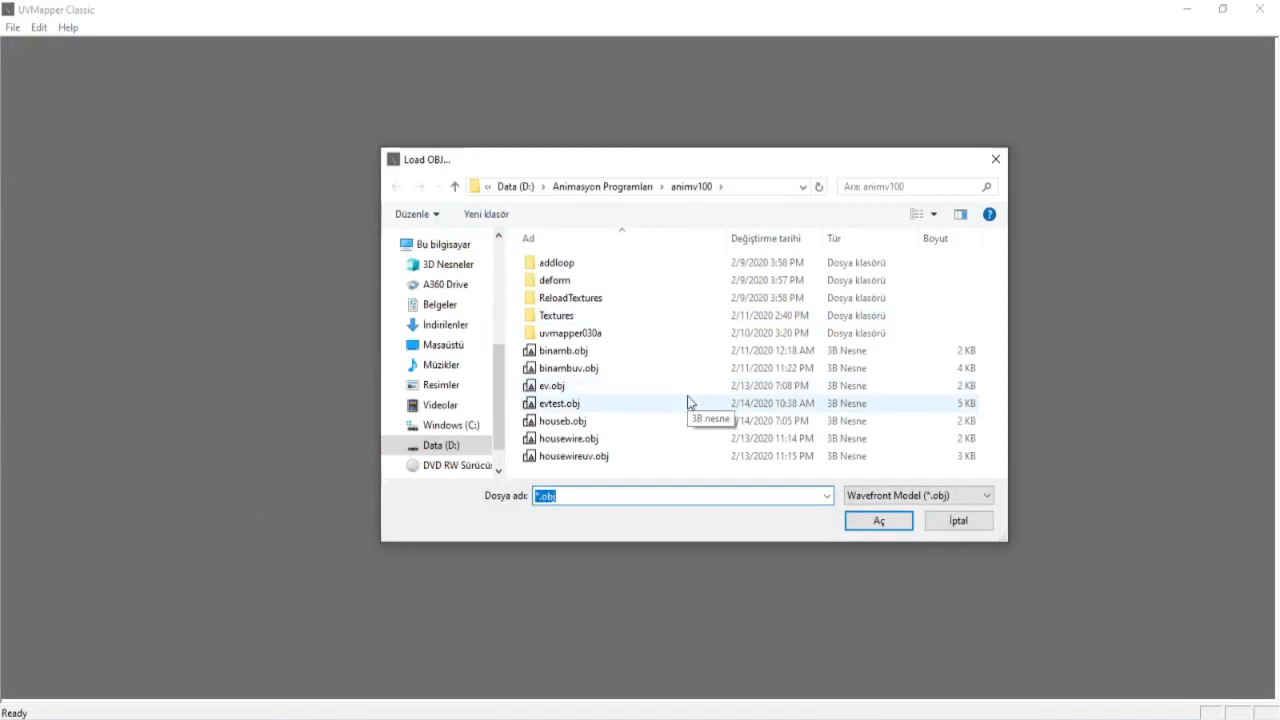 UVMapper Classic
File Edit Help
Load OBJ...
« Data (D:) › Animasyon Programları › animv100 ›
Ara: animv100
Düzenle Yeni klasör
Ad Değiştirme tarihi Tür Boyut
Bu bilgisayar
3D Nesneler
A360 Drive
Belgeler
İndirilenler
Masaüstü
Müzikler
Resimler
Videolar
Windows (C:)
Data (D:)
DVD RW Sürücüs
addloop 2/9/2020 3:58 PM Dosya klasörü
deform 2/9/2020 3:57 PM Dosya klasörü
ReloadTextures 2/9/2020 3:58 PM Dosya klasörü
Textures 2/11/2020 2:40 PM Dosya klasörü
uvmapper030a 2/10/2020 3:20 PM Dosya klasörü
binamb.obj 2/11/2020 12:18 AM 3B Nesne 2 KB
binambuv.obj 2/11/2020 11:22 PM 3B Nesne 4 KB
ev.obj 2/13/2020 7:08 PM 3B Nesne 2 KB
evtest.obj 2/14/2020 10:38 AM 3B Nesne 5 KB
houseb.obj /14/2020 7:05 PM 3B Nesne 2 KB
housewire.obj 2/13/2020 11:14 PM 3B Nesne 2 KB
housewireuv.obj 2/13/2020 11:15 PM 3B Nesne 3 KB
3B nesne
Dosya adı: *.obj Wavefront Model (*.obj)
Aç İptal
Ready